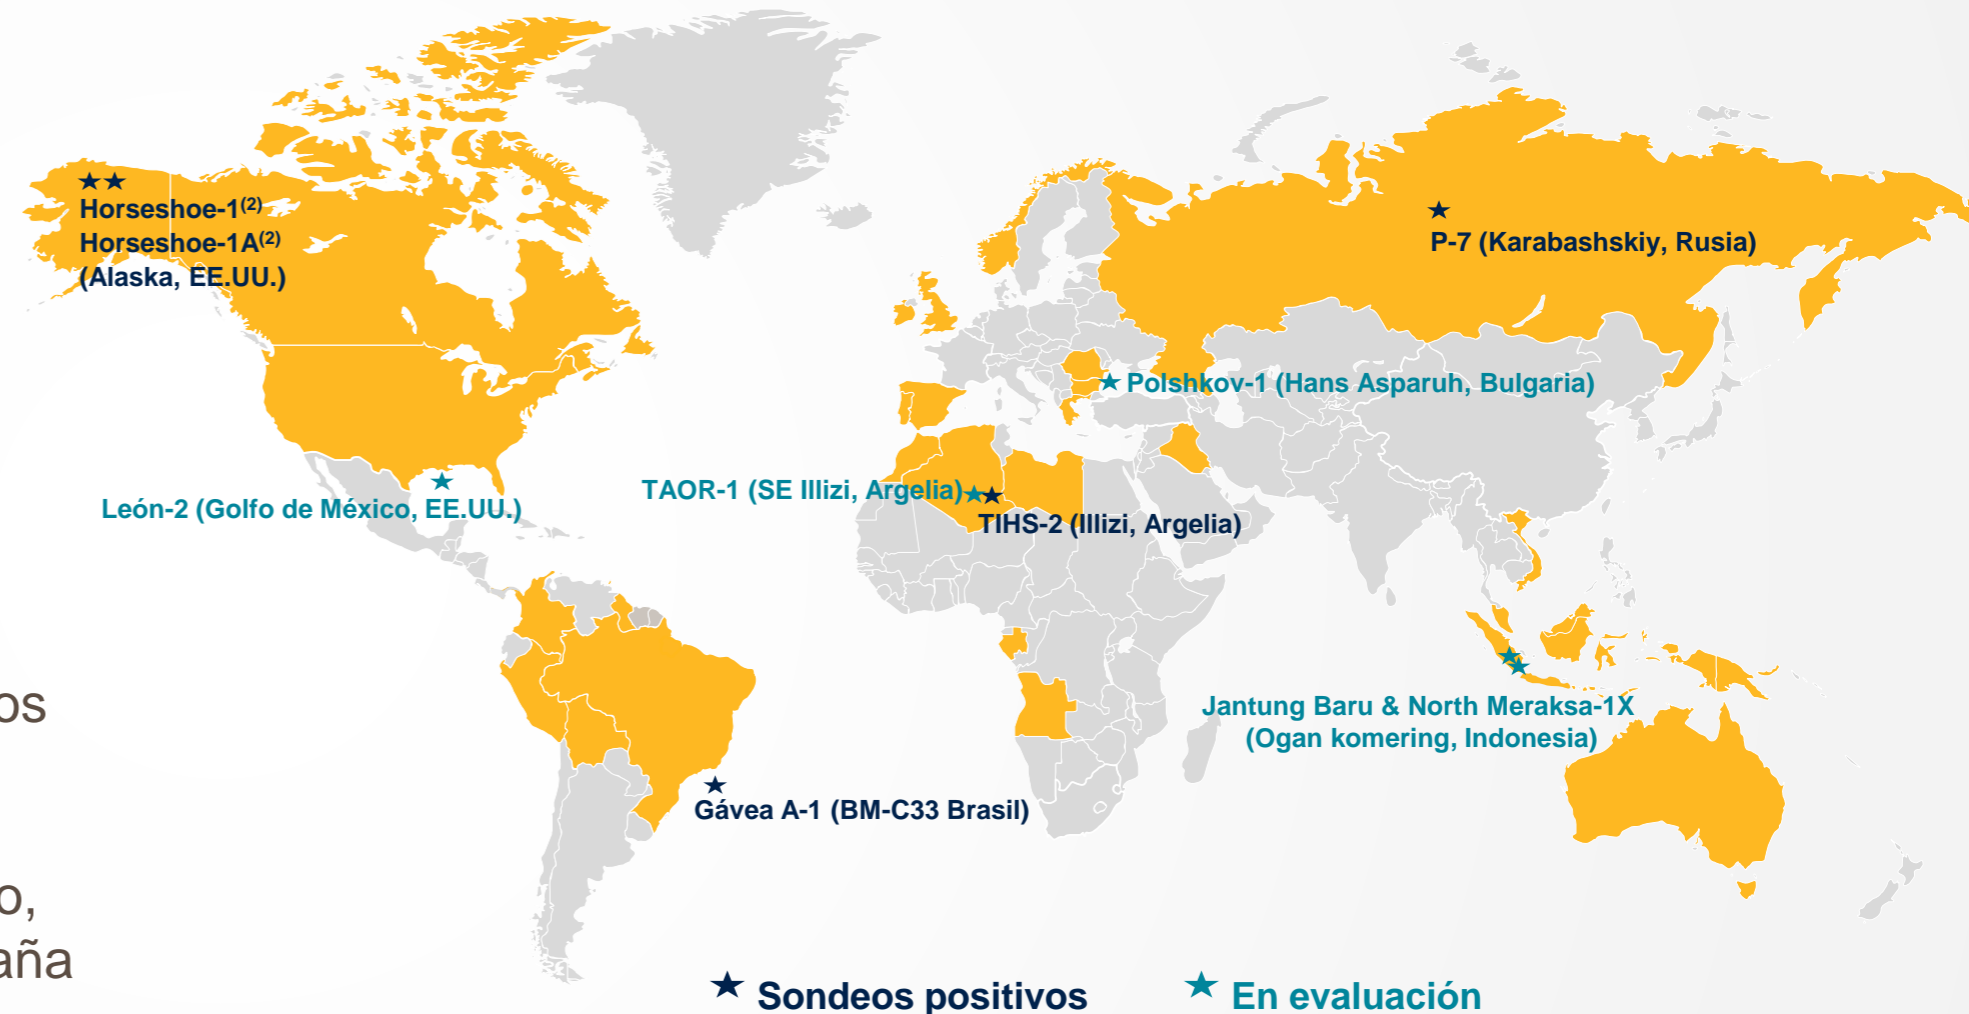 Horseshoe-1(2)
Horseshoe-1A(2)
(Alaska, EE.UU.)
P-7 (Karabashskiy, Rusia)
Polshkov-1 (Hans Asparuh, Bulgaria)
León-2 (Golfo de México, EE.UU.)
TAOR-1 (SE Illizi, Argelia)
TIHS-2 (Illizi, Argelia)
Jantung Baru & North Meraksa-1X
(Ogan komering, Indonesia)
Gávea A-1 (BM-C33 Brasil)
os
o,
aña
Sondeos positivos
En evaluación